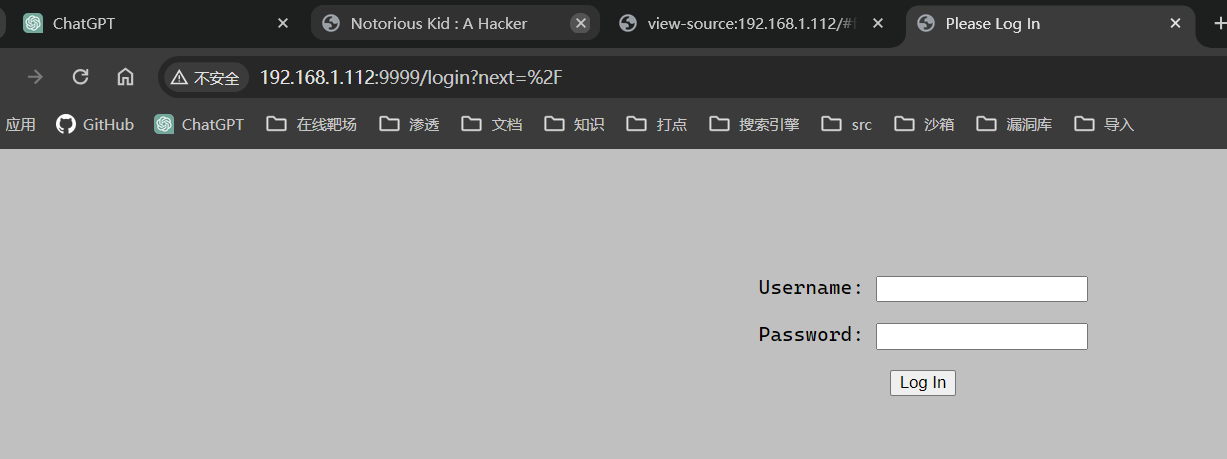 ChatGPT Notorious Kid : A Hacker view-source:192.168.1.112/#f Please Log In
不安全 192.168.1.112:9999/login?next=%2F
应用 GitHub ChatGPT 在线靶场 渗透 文档 知识 打点 搜索引擎 src 沙箱 漏洞库 导入
Username:
Password:
Log In